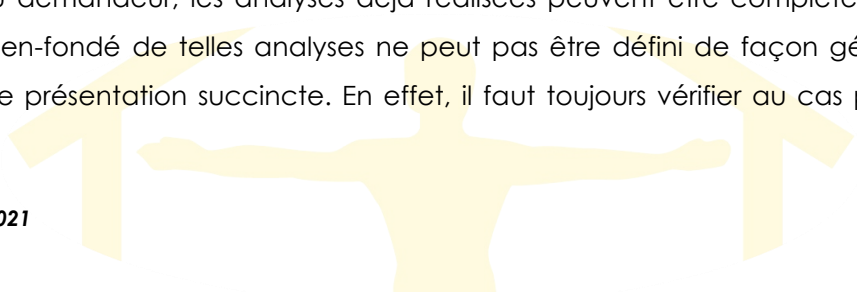 demandeur, les analyses déjà réalisées peuvent être complété
en-fondé de telles analyses ne peut pas être défini de façon gé
e présentation succincte. En effet, il faut toujours vérifier au cas p
021